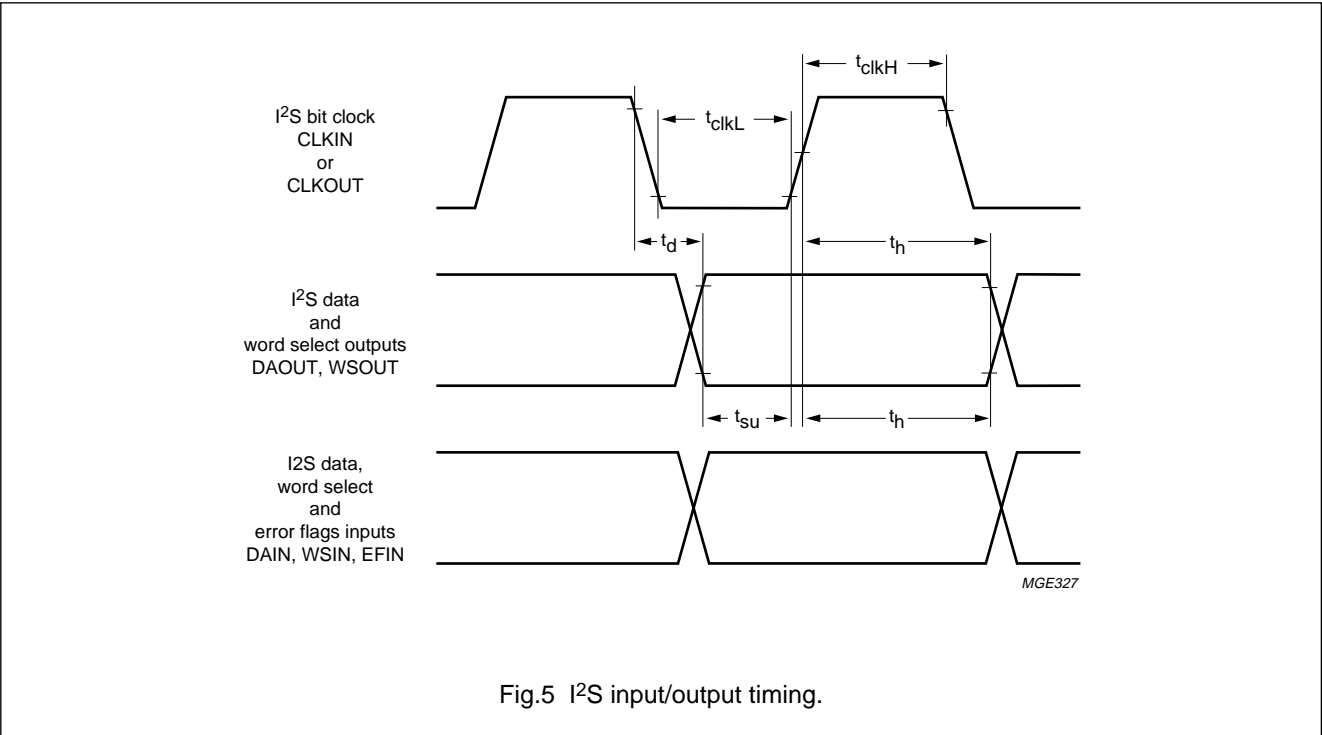 t_clkH
I²S bit clock
CLKIN
or
CLKOUT
t_clkL
t_d
t_h
I²S data
and
word select outputs
DAOUT, WSOUT
t_su
t_h
I2S data,
word select
and
error flags inputs
DAIN, WSIN, EFIN
MGE327
Fig.5 I²S input/output timing.